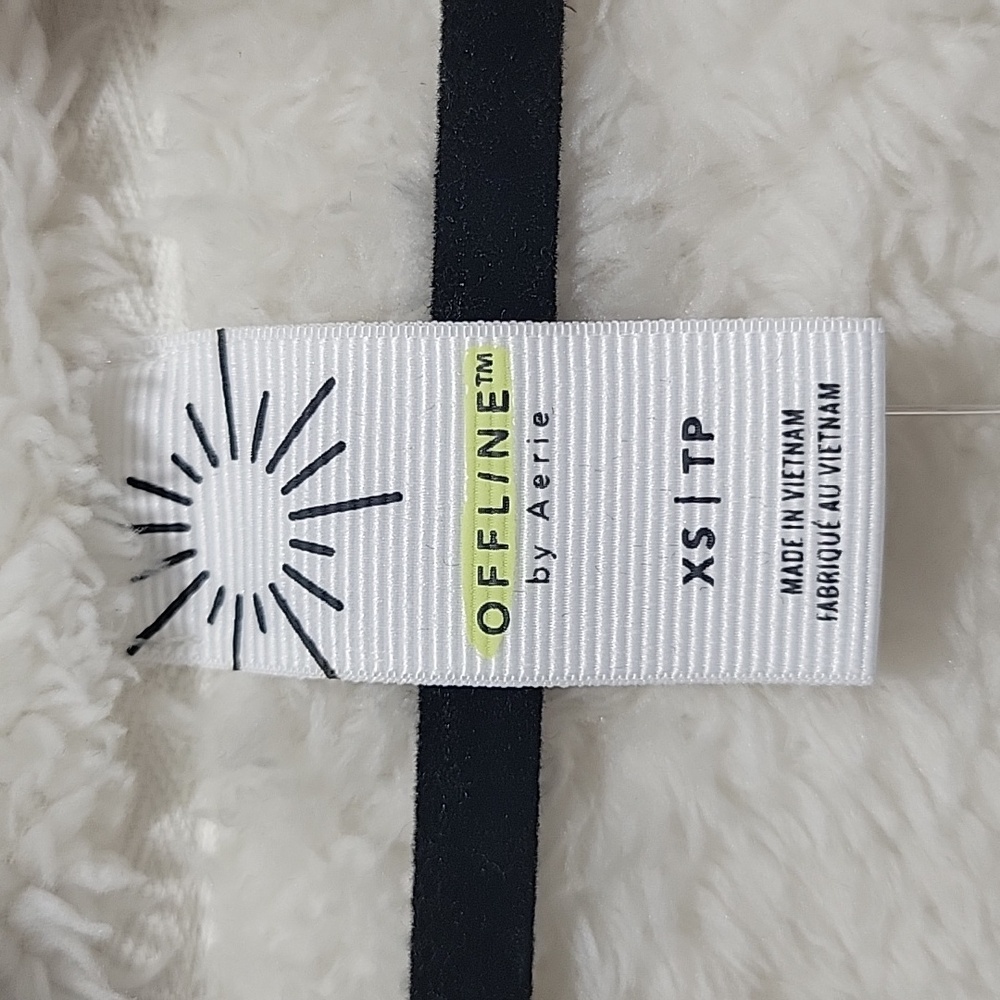 OFFLINE™
by Aerie
XS | TP
MADE IN VIETNAM
FABRIQUÉ AU VIETNAM